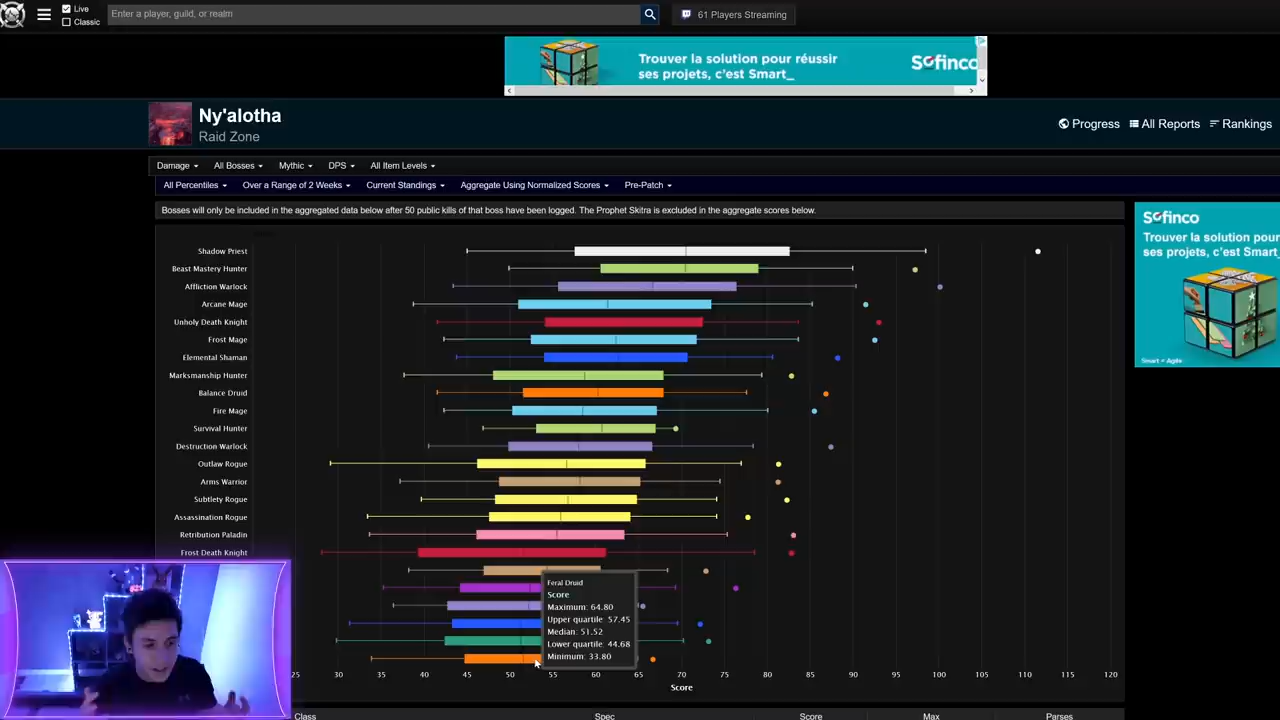 Live
Classic
Enter a player, guild, or realm
61 Players Streaming
Trouver la solution pour réussir
ses projets, c'est Smart_
Sofinco
Ny'alotha
Raid Zone
Progress
All Reports
Rankings
Damage
All Bosses
Mythic
DPS
All Item Levels
All Percentiles
Over a Range of 2 Weeks
Current Standings
Aggregate Using Normalized Scores
Pre-Patch
Bosses will only be included in the aggregated data below after 50 public kills of that boss have been logged. The Prophet Skitra is excluded in the aggregate scores below.
Sofinco
Trouver la solution pour
ses projets, c'est Smart_
Smart = Agile
Shadow Priest
Beast Mastery Hunter
Affliction Warlock
Arcane Mage
Unholy Death Knight
Frost Mage
Elemental Shaman
Marksmanship Hunter
Balance Druid
Fire Mage
Survival Hunter
Destruction Warlock
Outlaw Rogue
Arms Warrior
Subtlety Rogue
Assassination Rogue
Retribution Paladin
Frost Death Knight
Feral Druid
Score
Maximum: 64.80
Upper quartile: 57.45
Median: 51.52
Lower quartile: 44.68
Minimum: 33.80
25 30 35 40 45 50 55 60 65 70 75 80 85 90 95 100 105 110 115 120
Score
Class
Spec
Score
Max
Parses